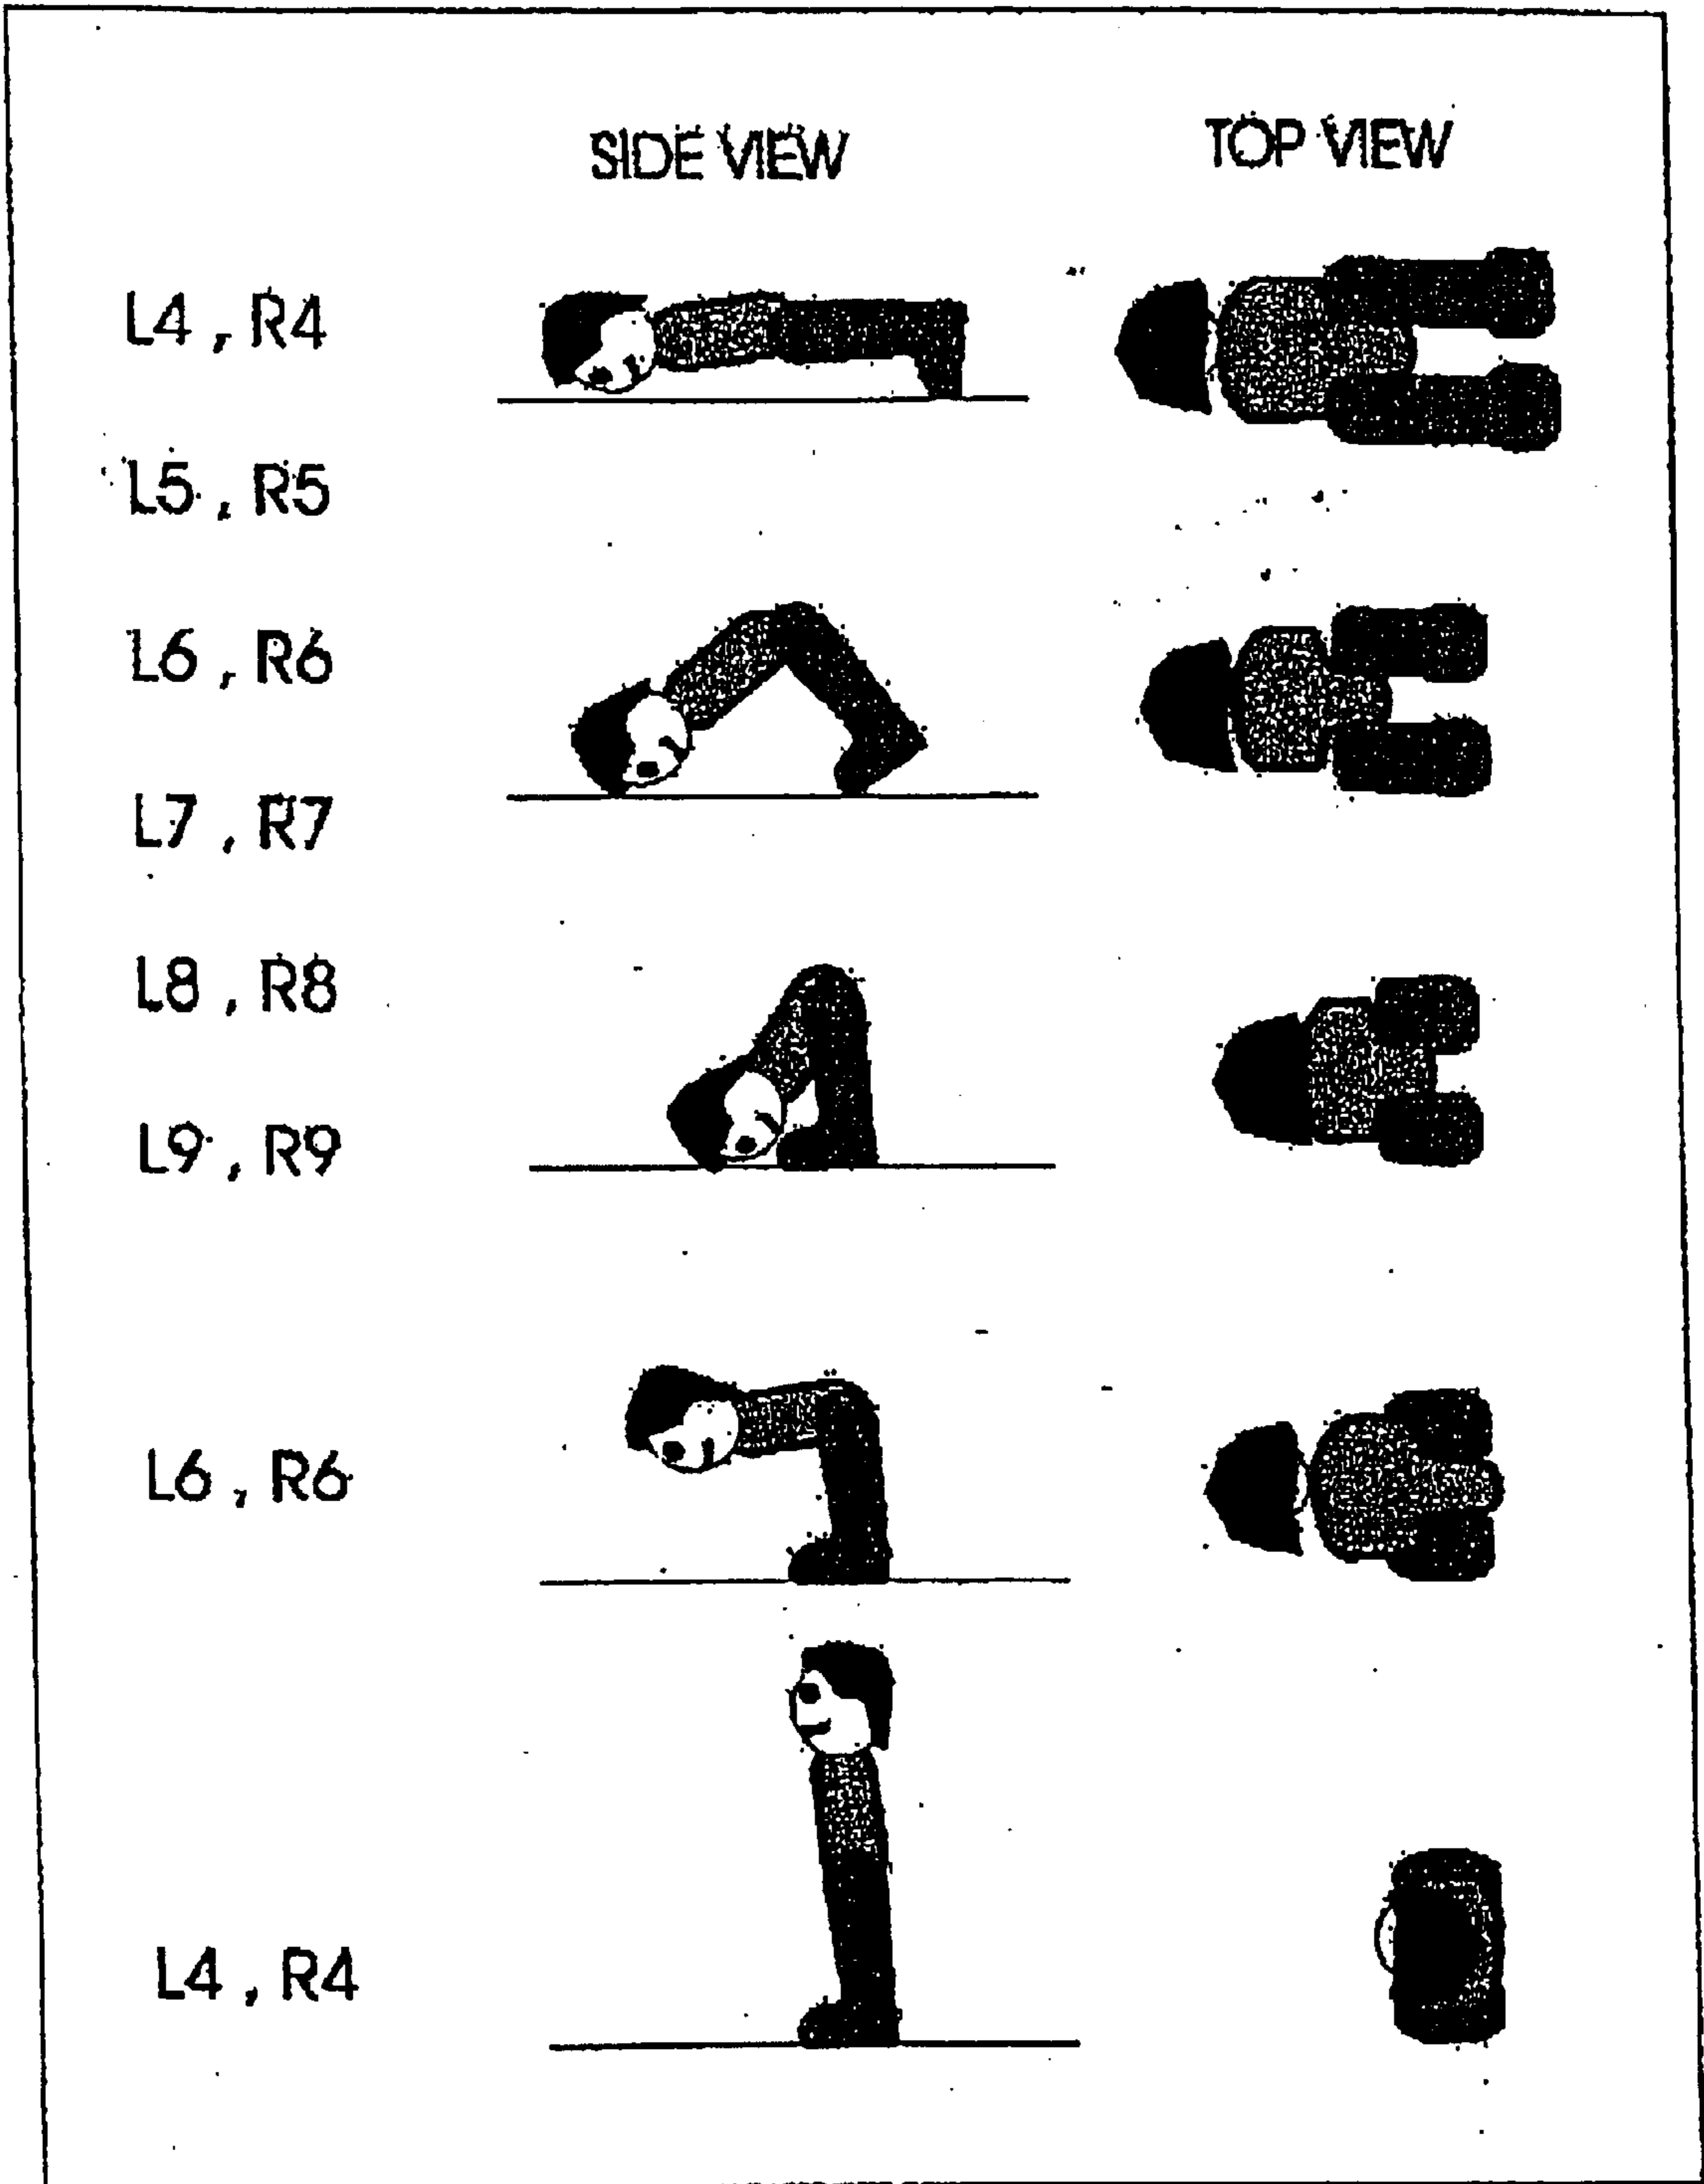 SIDE VIEW TOP VIEW
L4, R4
L5, R5
L6, R6
L7, R7
L8, R8
L9, R9
L6, R6
L4, R4